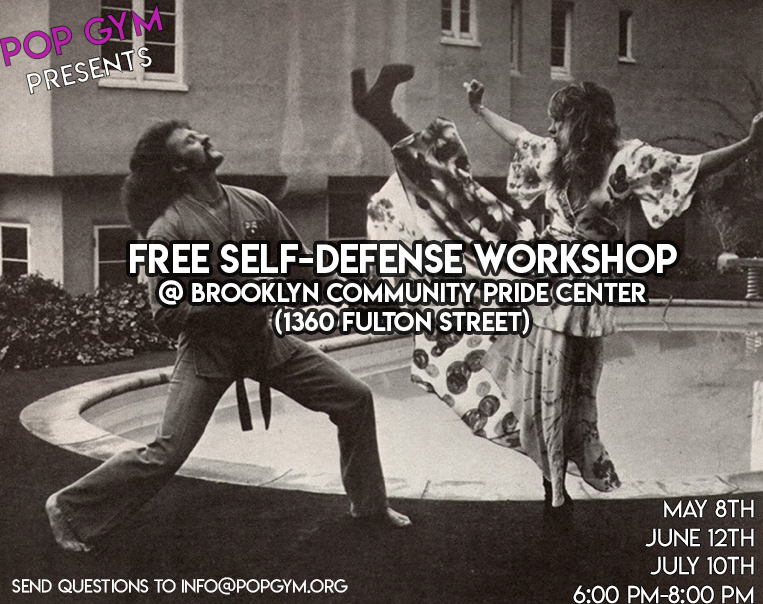 POP GYM
PRESENTS
FREE SELF-DEFENSE WORKSHOP
@ BROOKLYN COMMUNITY PRIDE CENTER
(1360 FULTON STREET)
MAY 8TH
JUNE 12TH
JULY 10TH
6:00 PM-8:00 PM
SEND QUESTIONS TO INFO@POPGYM.ORG